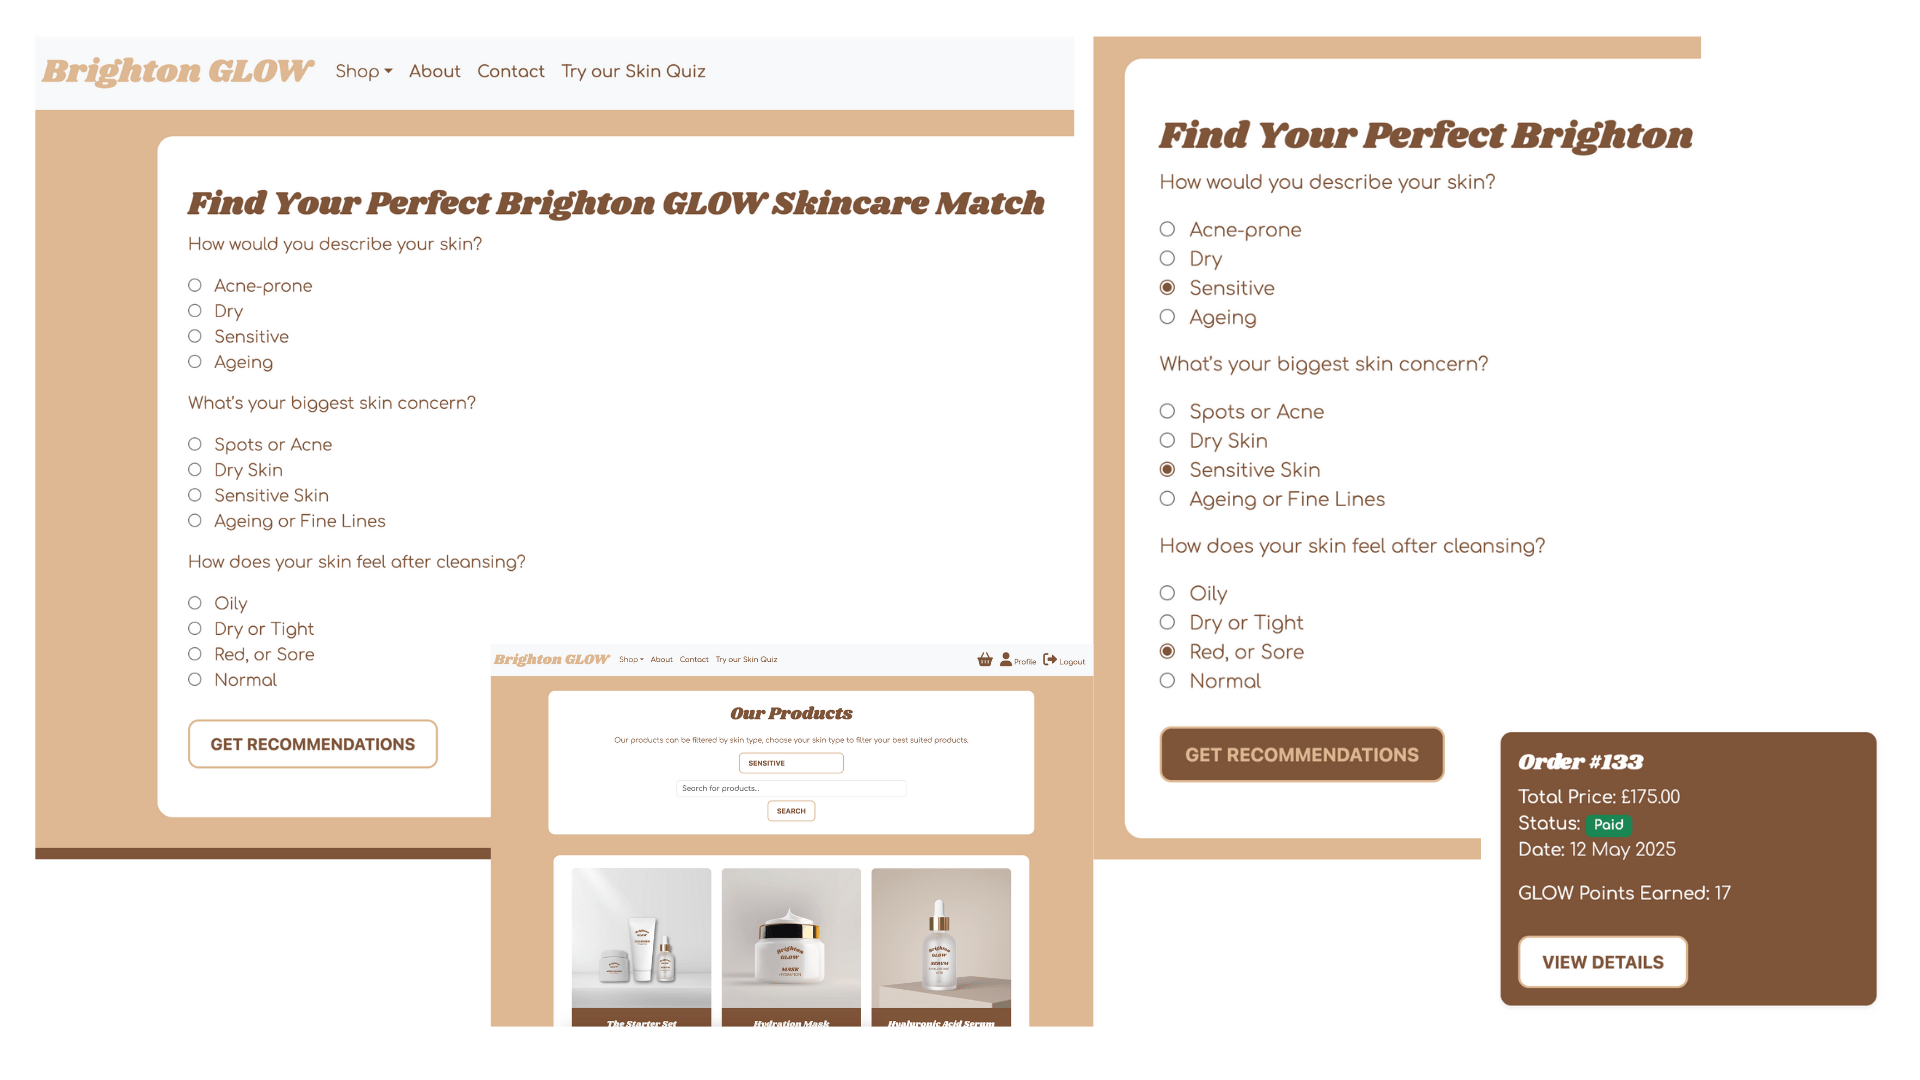 Brighton GLOW
Shop
About
Contact
Try our Skin Quiz
Find Your Perfect Brighton GLOW Skincare Match
How would you describe your skin?
Acne-prone
Dry
Sensitive
Ageing
What's your biggest skin concern?
Spots or Acne
Dry Skin
Sensitive Skin
Ageing or Fine Lines
How does your skin feel after cleansing?
Oily
Dry or Tight
Red, or Sore
Normal
GET RECOMMENDATIONS
Find Your Perfect Brighton
How would you describe your skin?
Acne-prone
Dry
Sensitive
Ageing
What's your biggest skin concern?
Spots or Acne
Dry Skin
Sensitive Skin
Ageing or Fine Lines
How does your skin feel after cleansing?
Oily
Dry or Tight
Red, or Sore
Normal
GET RECOMMENDATIONS
Brighton GLOW
Shop
About
Contact
Try our Skin Quiz
Profile
Logout
Our Products
Our products can be filtered by skin type, choose your skin type to filter your best suited products.
SENSITIVE
Search for products..
SEARCH
Brighton
GLOW
MASK
HYDRATION
Brighton
GLOW
SERUM
The Starter Set
Hydration Mask
Hyaluronic Acid Serum
Order #133
Total Price: £175.00
Status: Paid
Date: 12 May 2025
GLOW Points Earned: 17
VIEW DETAILS